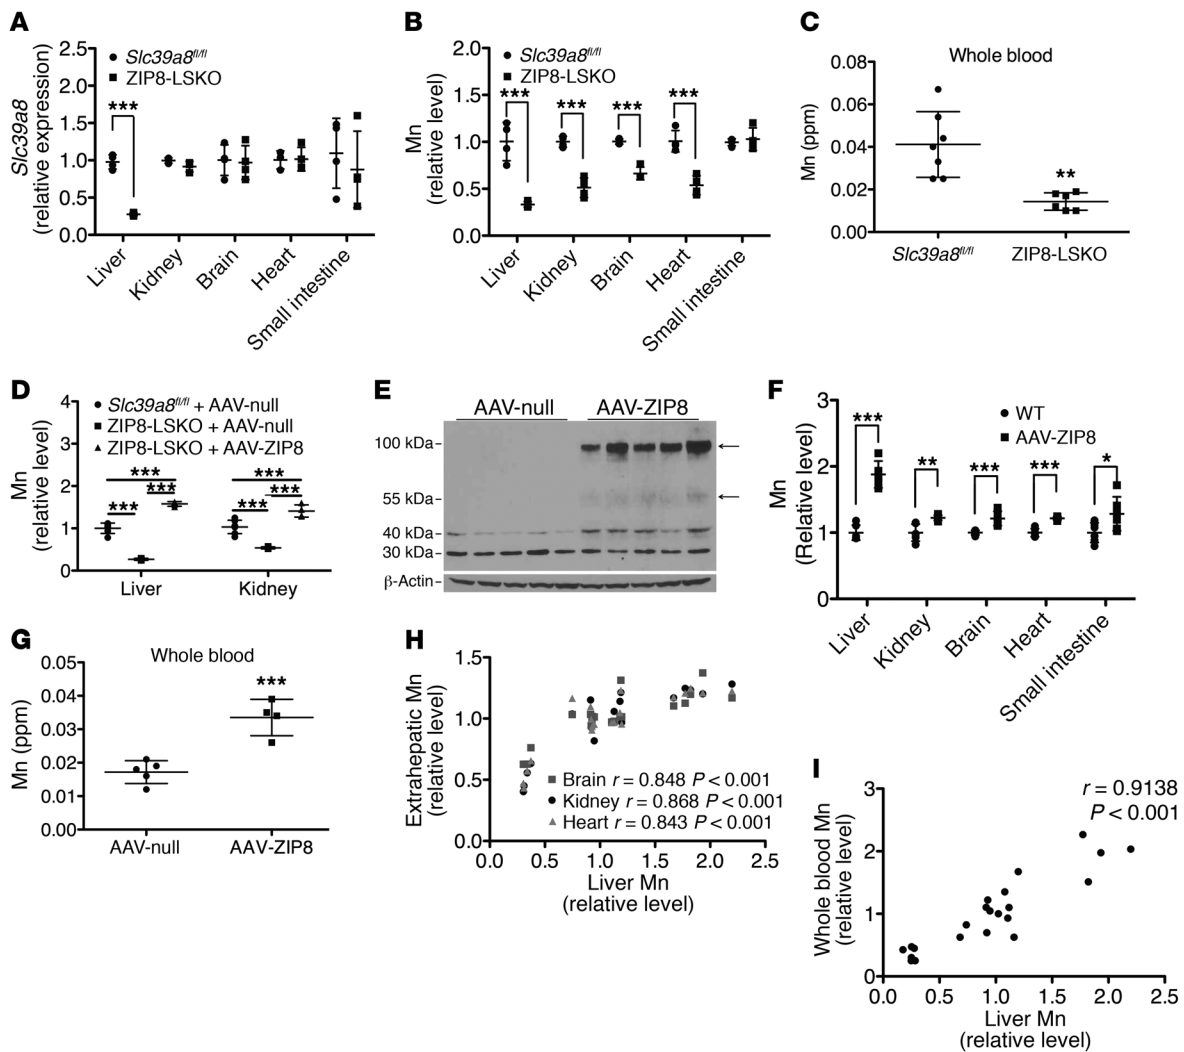 A
Slc39a8
(relative expression)
Slc39a8fl/fl
ZIP8-LSKO
2.5
2.0
1.5
1.0
0.5
0.0
***
Liver
Kidney
Brain
Heart
Small intestine
B
Mn
(relative level)
Slc39a8fl/fl
ZIP8-LSKO
2.0
1.5
1.0
0.5
0.0
***
***
***
***
Liver
Kidney
Brain
Heart
Small intestine
C
Whole blood
Mn (ppm)
0.08
0.06
0.04
0.02
0.00
**
Slc39a8fl/fl
ZIP8-LSKO
D
Slc39a8fl/fl + AAV-null
ZIP8-LSKO + AAV-null
ZIP8-LSKO + AAV-ZIP8
Mn
(relative level)
4
3
2
1
0
***
***
***
***
***
***
Liver
Kidney
E
AAV-null
AAV-ZIP8
100 kDa
55 kDa
40 kDa
30 kDa
β-Actin
F
WT
AAV-ZIP8
Mn
(Relative level)
3
2
1
0
***
**
***
***
*
Liver
Kidney
Brain
Heart
Small intestine
G
Whole blood
Mn (ppm)
0.05
0.04
0.03
0.02
0.01
0.00
***
AAV-null
AAV-ZIP8
H
Extrahepatic Mn
(relative level)
1.5
1.0
0.5
0.0
Brain r = 0.848 P < 0.001
Kidney r = 0.868 P < 0.001
Heart r = 0.843 P < 0.001
0.0
0.5
1.0
1.5
2.0
2.5
Liver Mn
(relative level)
I
r = 0.9138
P < 0.001
Whole blood Mn
(relative level)
3
2
1
0
0.0
0.5
1.0
1.5
2.0
2.5
Liver Mn
(relative level)